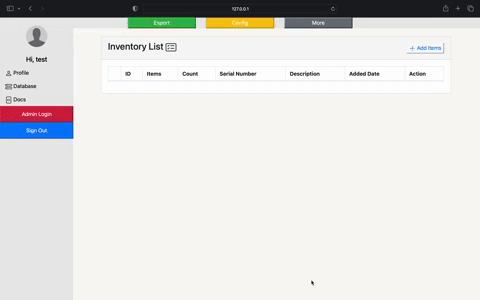 127.0.0.1
Export
Config
More
Hi, test
Profile
Database
Docs
Admin Login
Sign Out
Inventory List
+ Add Items
ID Items Count Serial Number Description Added Date Action